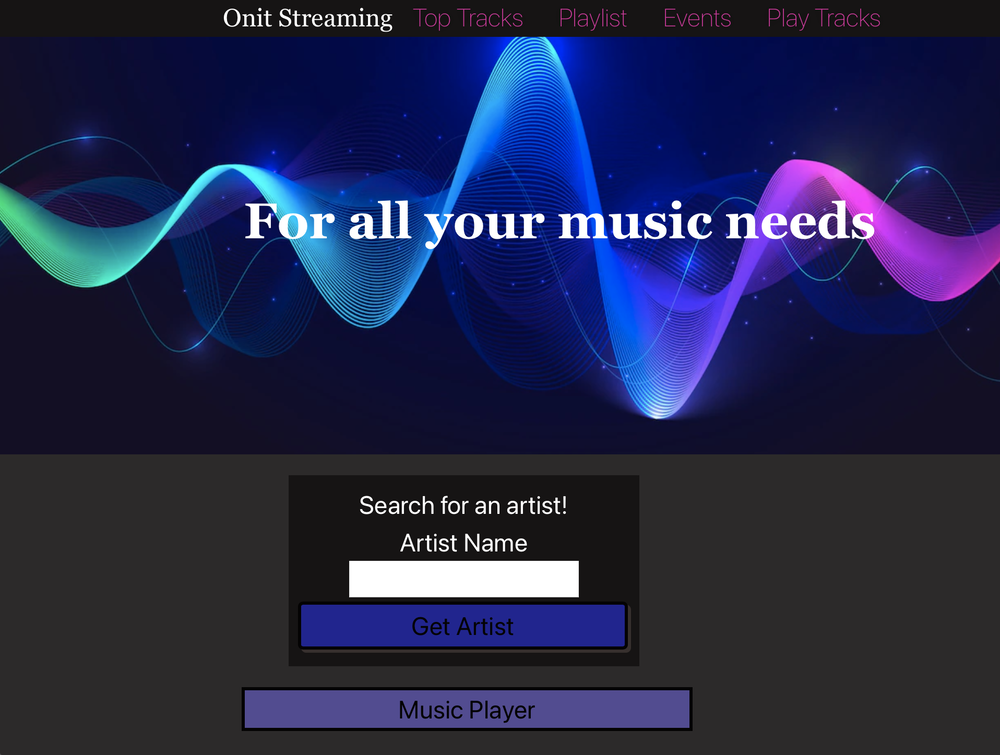 Onit Streaming Top Tracks Playlist Events Play Tracks
For all your music needs
Search for an artist!
Artist Name
Get Artist
Music Player